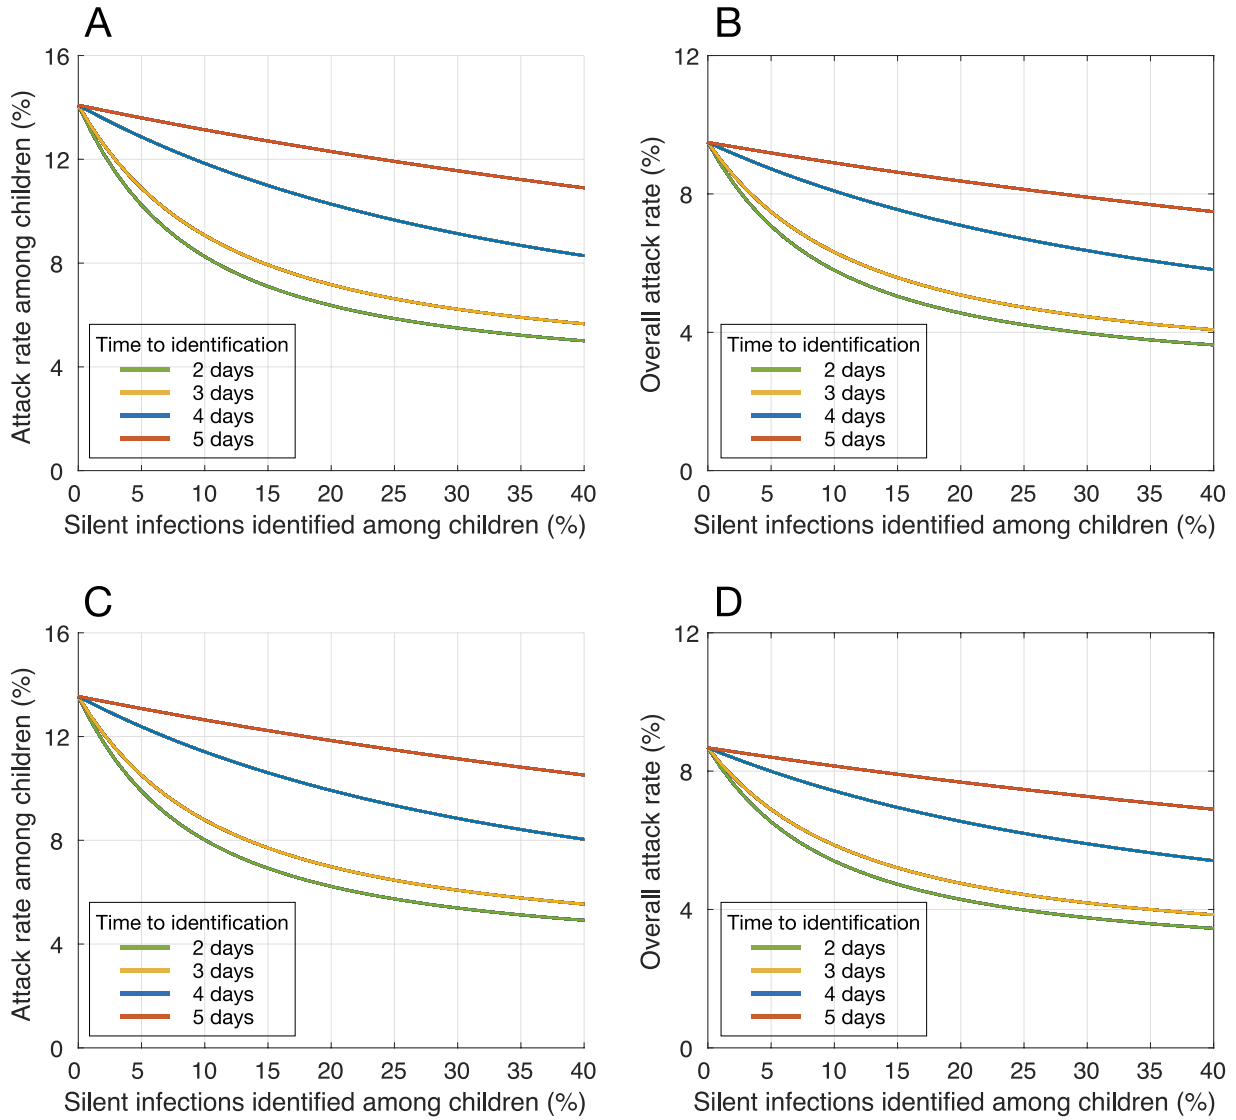 A
16
12
8
4
0
Attack rate among children (%)
Time to identification
2 days
3 days
4 days
5 days
0 5 10 15 20 25 30 35 40
Silent infections identified among children (%)
B
12
8
4
0
Overall attack rate (%)
Time to identification
2 days
3 days
4 days
5 days
0 5 10 15 20 25 30 35 40
Silent infections identified among children (%)
C
16
12
8
4
0
Attack rate among children (%)
Time to identification
2 days
3 days
4 days
5 days
0 5 10 15 20 25 30 35 40
Silent infections identified among children (%)
D
12
8
4
0
Overall attack rate (%)
Time to identification
2 days
3 days
4 days
5 days
0 5 10 15 20 25 30 35 40
Silent infections identified among children (%)